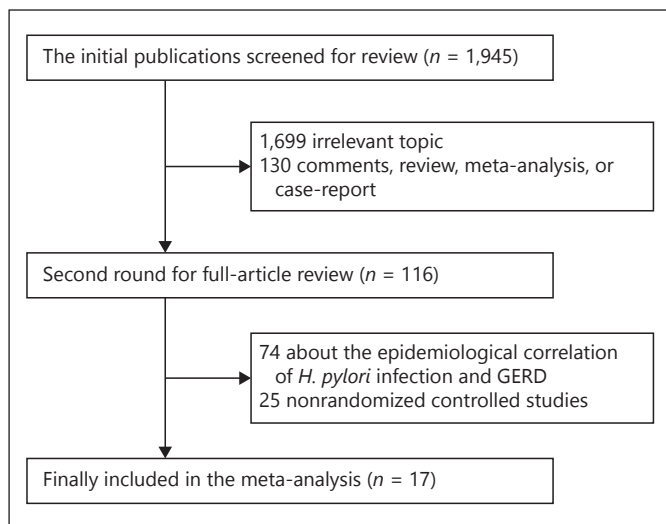 The initial publications screened for review (n = 1,945)
1,699 irrelevant topic
130 comments, review, meta-analysis, or
case-report
Second round for full-article review (n = 116)
74 about the epidemiological correlation
of H. pylori infection and GERD
25 nonrandomized controlled studies
Finally included in the meta-analysis (n = 17)